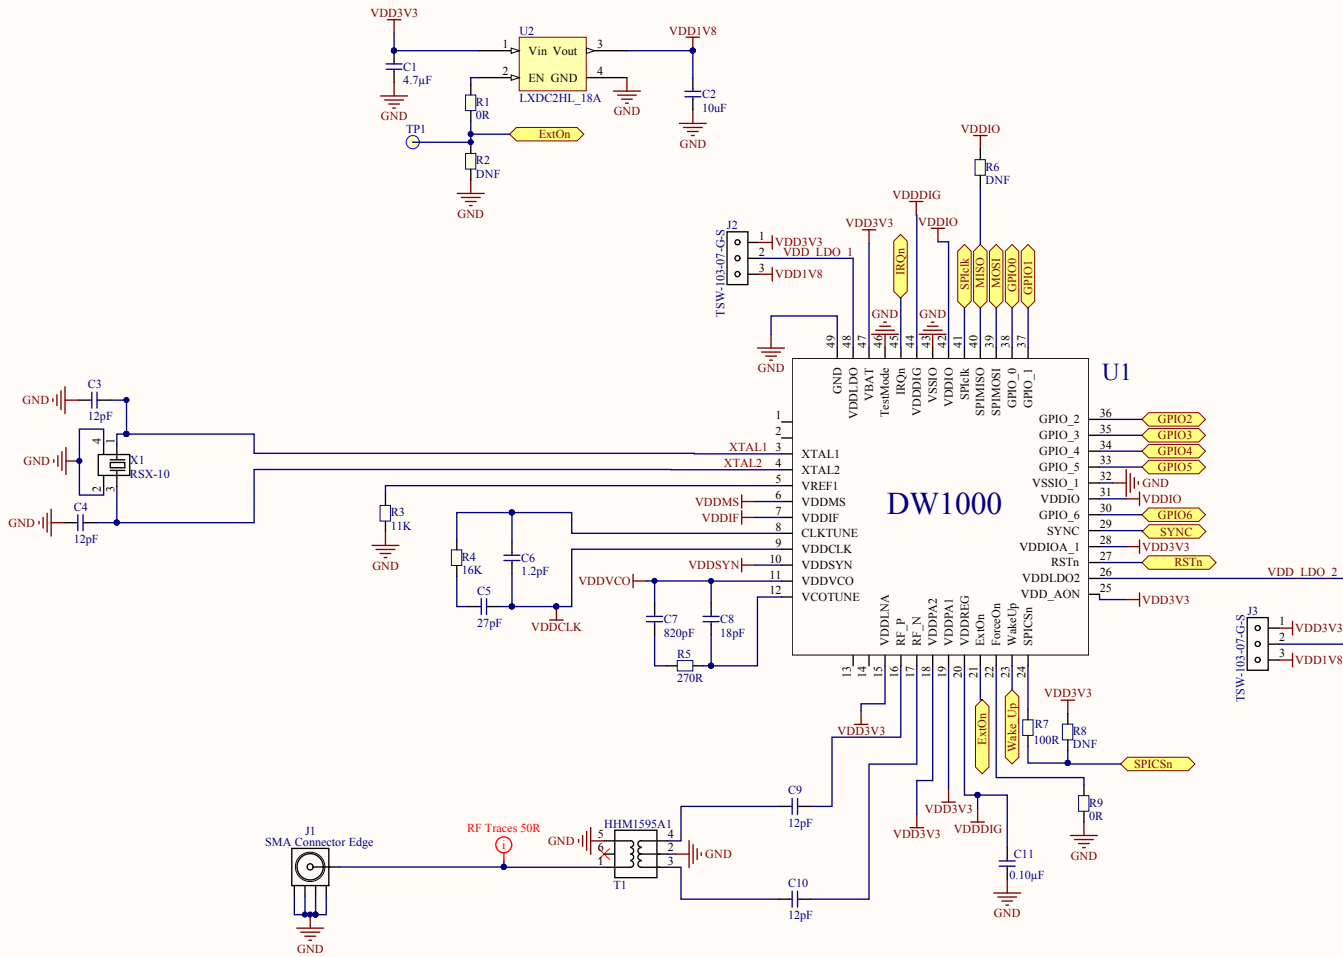 VDD3V3
U2
1 Vin Vout 3
VDD1V8
C1
4.7µF
2 EN GND 4
LXDC2HL_18A
GND
GND
C2
10uF
GND
R1
0R
TP1
ExtOn
R2
DNF
GND
VDDIO
R6
DNF
VDDDIG
VDDIO
VDD3V3
J2
TSW-103-07-G-S
1 VDD3V3
2 VDD_LDO_1
3 VDD1V8
IRQn
SPIclk
MISO
MOSI
GPIO0
GPIO1
GND
GND
GND
49 48 47 46 45 44 43 42 41 40 39 38 37
GND
VDDLDO
VBAT
TestMode
IRQn
VDDDIG
VSSIO
VDDIO
SPIclk
SPIMISO
SPIMOSI
GPIO_0
GPIO_1
U1
DW1000
C3
12pF
GND
GND
4 1
X1
RSX-10
2 3
GND
C4
12pF
1
2
XTAL1 3 XTAL1
XTAL2 4 XTAL2
5 VREF1
VDDMS 6 VDDMS
VDDIF 7 VDDIF
8 CLKTUNE
9 VDDCLK
VDDSYN 10 VDDSYN
VDDVCO 11 VDDVCO
12 VCOTUNE
R3
11K
GND
R4
16K
C6
1.2pF
C5
27pF
VDDCLK
C7
820pF
C8
18pF
R5
270R
GPIO_2 36 GPIO2
GPIO_3 35 GPIO3
GPIO_4 34 GPIO4
GPIO_5 33 GPIO5
VSSIO_1 32 GND
VDDIO 31 VDDIO
GPIO_6 30 GPIO6
SYNC 29 SYNC
VDDIOA_1 28 VDD3V3
RSTn 27 RSTn
VDDLDO2 26 VDD_LDO_2
VDD_AON 25 VDD3V3
J3
TSW-103-07-G-S
1 VDD3V3
2
3 VDD1V8
VDDLNA
RF_P
RF_N
VDDPA2
VDDPA1
VDDREG
ExtOn
ForceOn
WakeUp
SPICSn
13 14 15 16 17 18 19 20 21 22 23 24
VDD3V3
ExtOn
Wake_Up
VDD3V3
R7
100R
R8
DNF
SPICSn
R9
0R
GND
VDD3V3
VDD3V3
VDDDIG
C11
0.10µF
GND
C9
12pF
C10
12pF
HHM1595A1
GND 5 4
6 2 GND
1 3
T1
RF Traces 50R
i
J1
SMA Connector Edge
GND